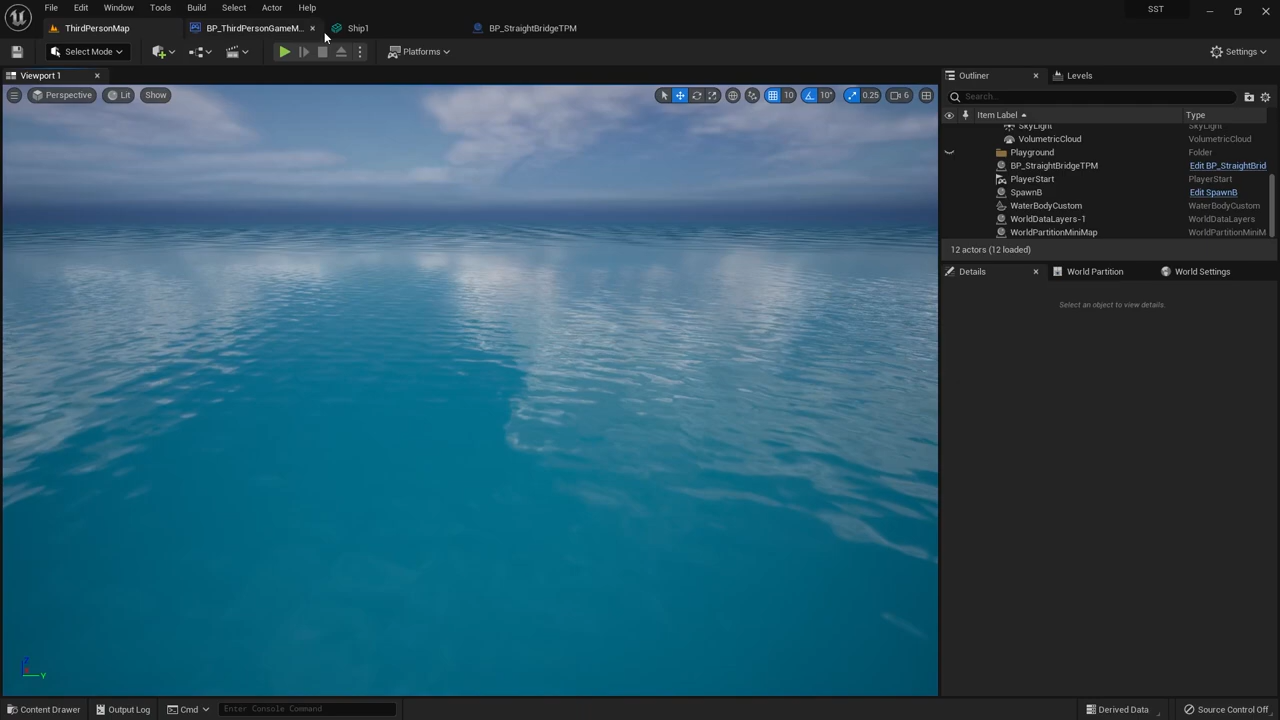 File Edit Window Tools Build Select Actor Help
SST
ThirdPersonMap BP_ThirdPersonGameM... Ship1 BP_StraightBridgeTPM
Select Mode Platforms Settings
Viewport 1
Perspective Lit Show 10 10° 0.25 6
Outliner Levels
Search...
Item Label Type
SkyLight SkyLight
VolumetricCloud VolumetricCloud
Playground Folder
BP_StraightBridgeTPM Edit BP_StraightBrid
PlayerStart PlayerStart
SpawnB Edit SpawnB
WaterBodyCustom WaterBodyCustom
WorldDataLayers-1 WorldDataLayers
WorldPartitionMiniMap WorldPartitionMiniM
12 actors (12 loaded)
Details World Partition World Settings
Select an object to view details.
Z
Y
Content Drawer Output Log Cmd Enter Console Command Derived Data Source Control Off